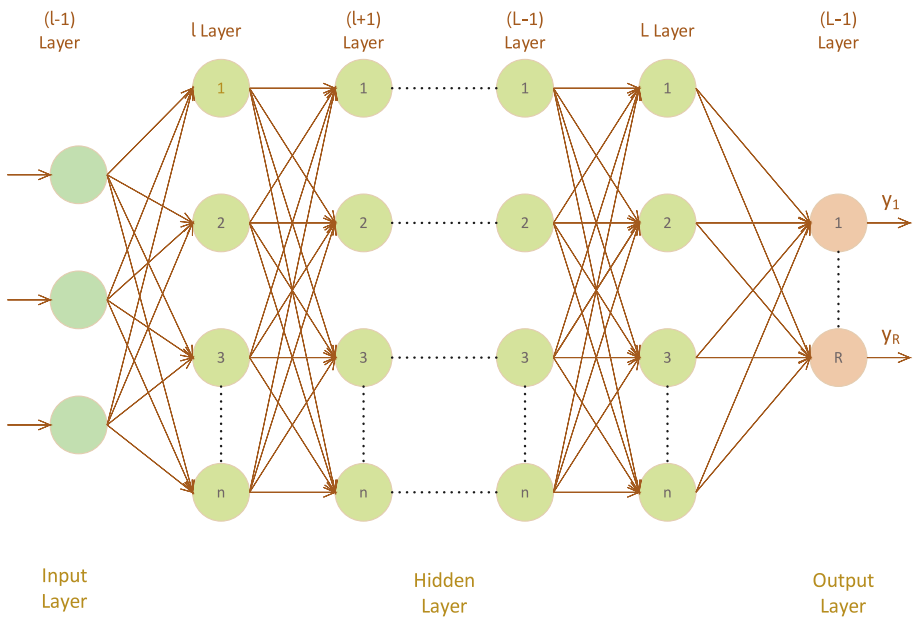 (l-1)
Layer
l Layer
(l+1)
Layer
(L-1)
Layer
L Layer
(L-1)
Layer
1
1
1
1
2
2
2
2
1
y1
3
3
3
3
R
yR
n
n
n
n
Input
Layer
Hidden
Layer
Output
Layer